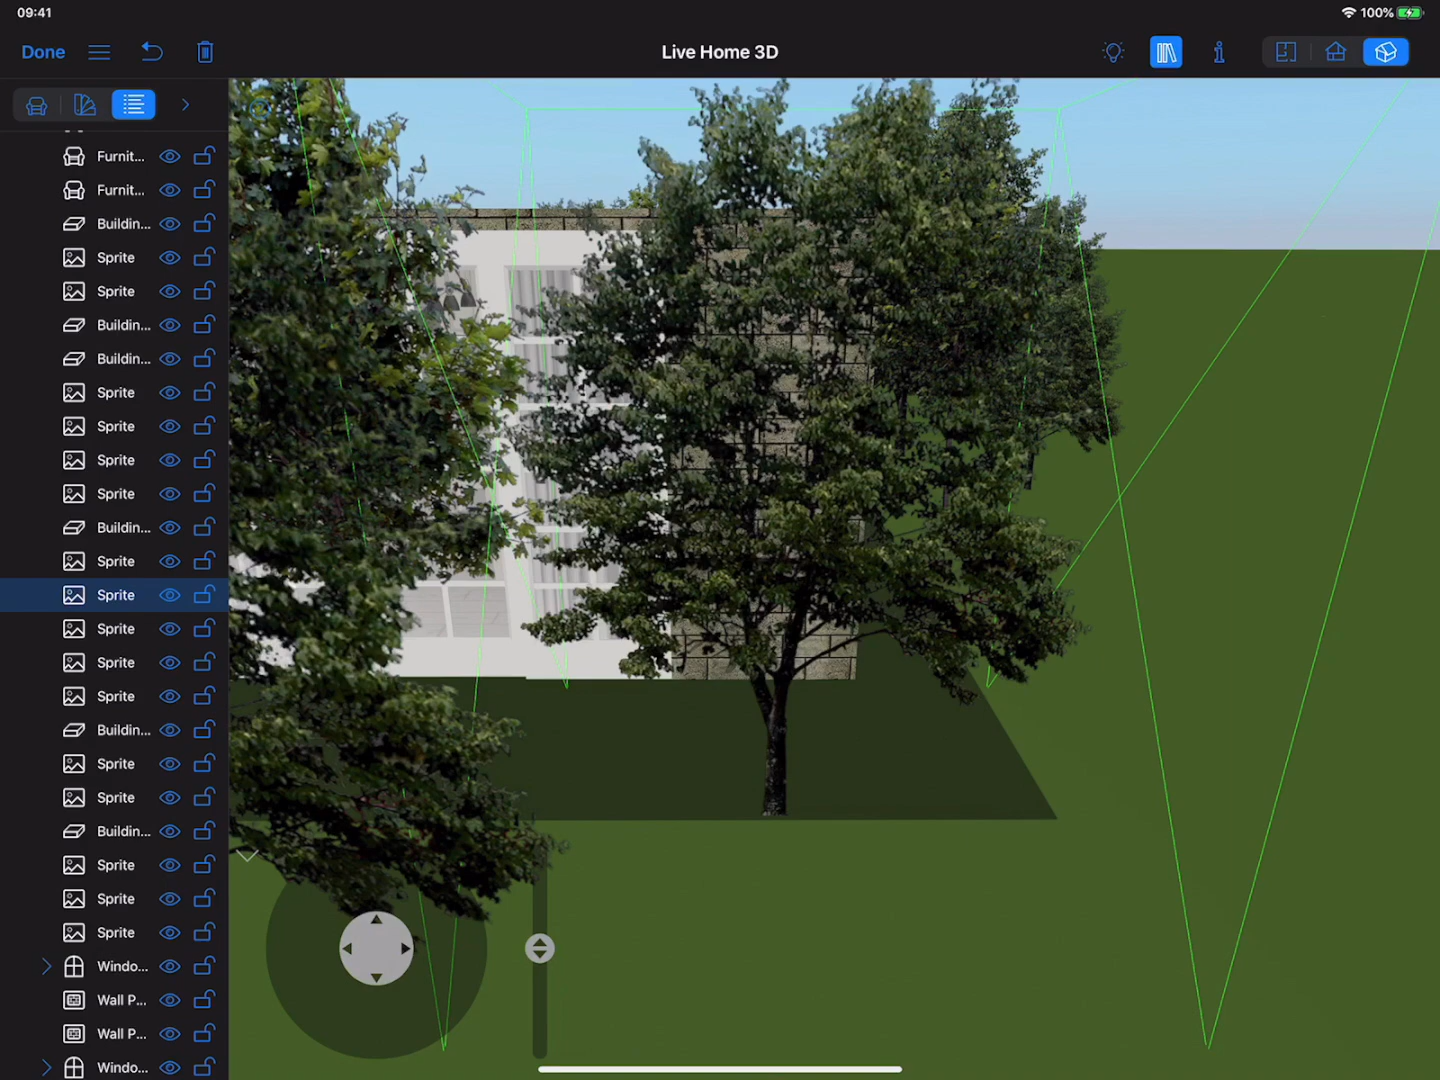 09:41
100%
Done
Live Home 3D
Furnit...
Furnit...
Buildin...
Sprite
Sprite
Buildin...
Buildin...
Sprite
Sprite
Sprite
Sprite
Buildin...
Sprite
Sprite
Sprite
Sprite
Sprite
Buildin...
Sprite
Sprite
Buildin...
Sprite
Sprite
Sprite
Windo...
Wall P...
Wall P...
Windo...